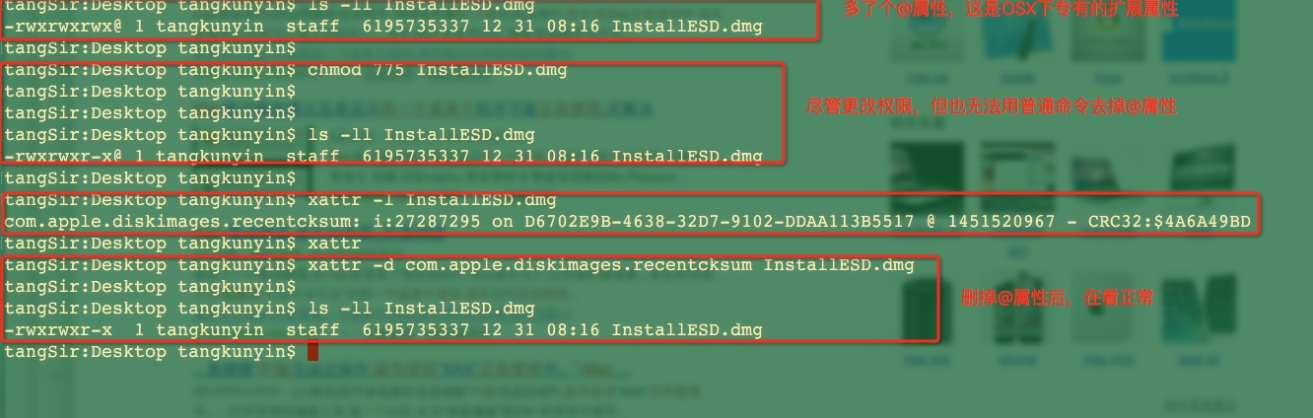 tangSir:Desktop tangkunyin$ ls -ll InstallESD.dmg
多了个@属性，这是OSX下专有的扩展属性
-rwxrwxrwx@ 1 tangkunyin  staff  6195735337 12 31 08:16 InstallESD.dmg
tangSir:Desktop tangkunyin$
tangSir:Desktop tangkunyin$ chmod 775 InstallESD.dmg
tangSir:Desktop tangkunyin$
tangSir:Desktop tangkunyin$
尽管更改权限，但也无法用普通命令去掉@属性
tangSir:Desktop tangkunyin$ ls -ll InstallESD.dmg
-rwxrwxr-x@ 1 tangkunyin  staff  6195735337 12 31 08:16 InstallESD.dmg
tangSir:Desktop tangkunyin$
tangSir:Desktop tangkunyin$ xattr -l InstallESD.dmg
com.apple.diskimages.recentcksum: i:27287295 on D6702E9B-4638-32D7-9102-DDAA113B5517 @ 1451520967 - CRC32:$4A6A49BD
tangSir:Desktop tangkunyin$ xattr
tangSir:Desktop tangkunyin$ xattr -d com.apple.diskimages.recentcksum InstallESD.dmg
tangSir:Desktop tangkunyin$
删掉@属性后，在看正常
tangSir:Desktop tangkunyin$ ls -ll InstallESD.dmg
-rwxrwxr-x  1 tangkunyin  staff  6195735337 12 31 08:16 InstallESD.dmg
tangSir:Desktop tangkunyin$